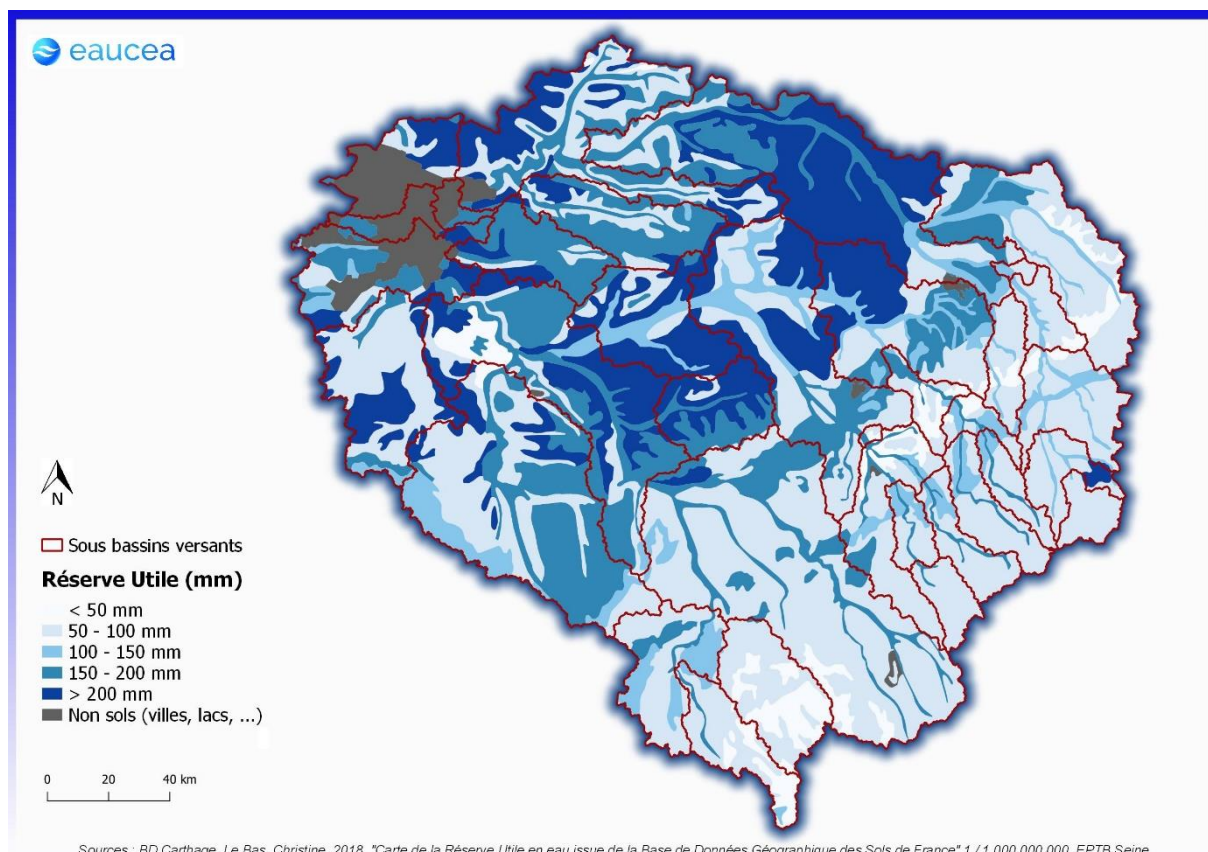 eaucea
N
Sous bassins versants
Réserve Utile (mm)
< 50 mm
50 - 100 mm
100 - 150 mm
150 - 200 mm
> 200 mm
Non sols (villes, lacs, ...)
0 20 40 km
Sources : BD Carthage, Le Bas, Christine, 2018, "Carte de la Réserve Utile en eau issue de la Base de Données Géographique des Sols de France" 1 / 1 000 000 000, EPTB Seine